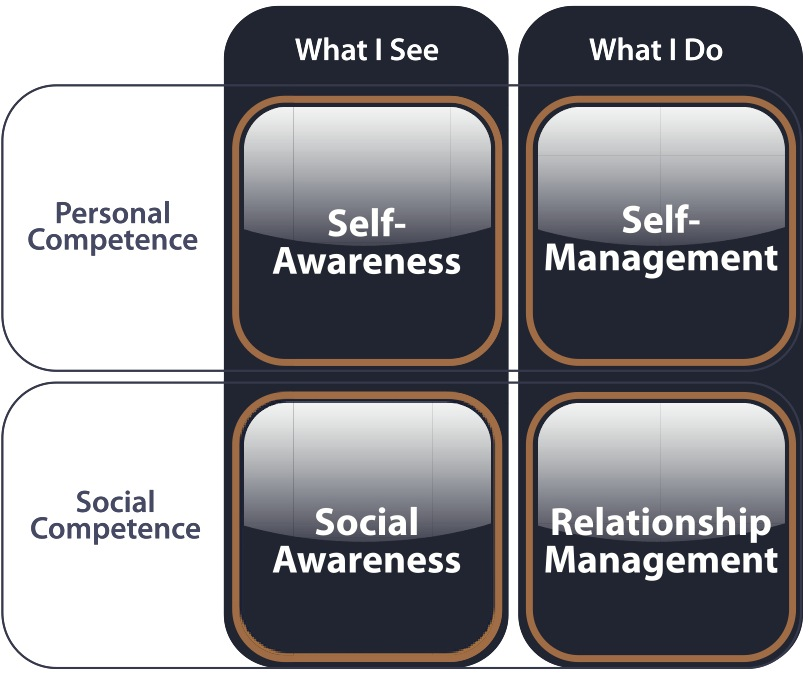 What I See
What I Do
Personal
Competence
Self-
Awareness
Self-
Management
Social
Competence
Social
Awareness
Relationship
Management